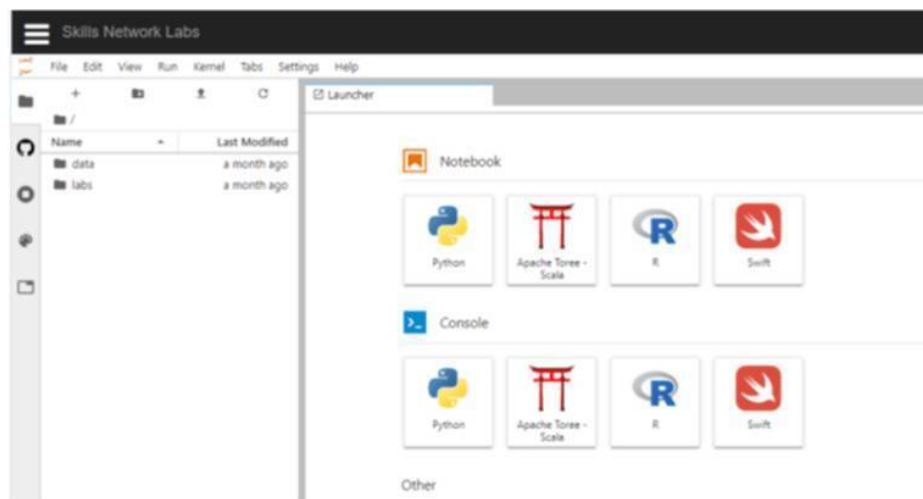 Skills Network Labs
File Edit View Run Kernel Tabs Settings Help
Launcher
/
Name Last Modified
data a month ago
labs a month ago
Notebook
Python
Apache Toree -
Scala
R
Swift
Console
Python
Apache Toree -
Scala
R
Swift
Other